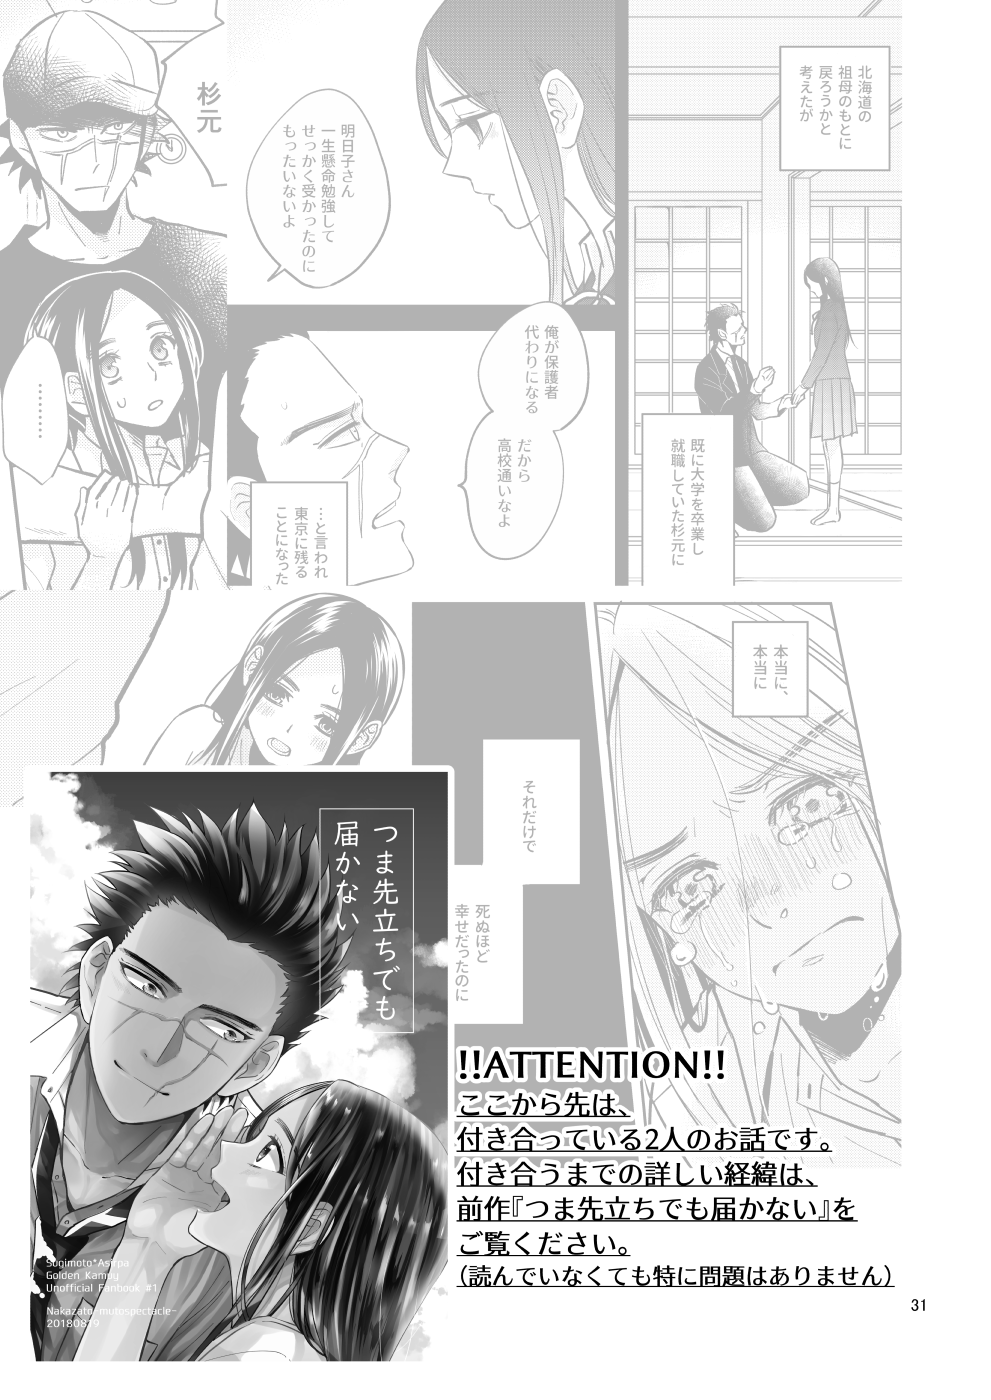 北海道の
祖母のもとに
戻ろうかと
考えたが
既に大学を卒業し
就職していた杉元に
明日子さん
一生懸命勉強して
せっかく受かったのに
もったいないよ
俺が保護者
代わりになる
だから
高校通いなよ
…と言われ
東京に残る
ことになった
杉元
………
本当に、
本当に
それだけで
死ぬほど
幸せだったのに
つま先立ちでも
届かない
Sugimoto*Asirpa
Golden Kamuy
Unofficial Fanbook #1
Nakazato-mutospectacle-
20180819
!!ATTENTION!!
ここから先は、
付き合っている2人のお話です。
付き合うまでの詳しい経緯は、
前作『つま先立ちでも届かない』を
ご覧ください。
（読んでいなくても特に問題はありません）
31